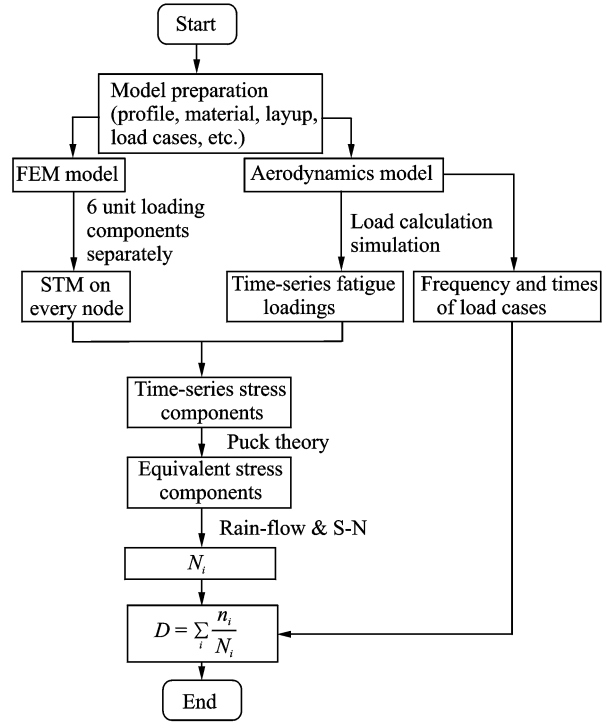 Start
Model preparation
(profile, material, layup,
load cases, etc.)
FEM model
Aerodynamics model
6 unit loading
components
separately
Load calculation
simulation
STM on
every node
Time-series fatigue
loadings
Frequency and times
of load cases
Time-series stress
components
Puck theory
Equivalent stress
components
Rain-flow & S-N
N_i
D = ∑_i n_i / N_i
End